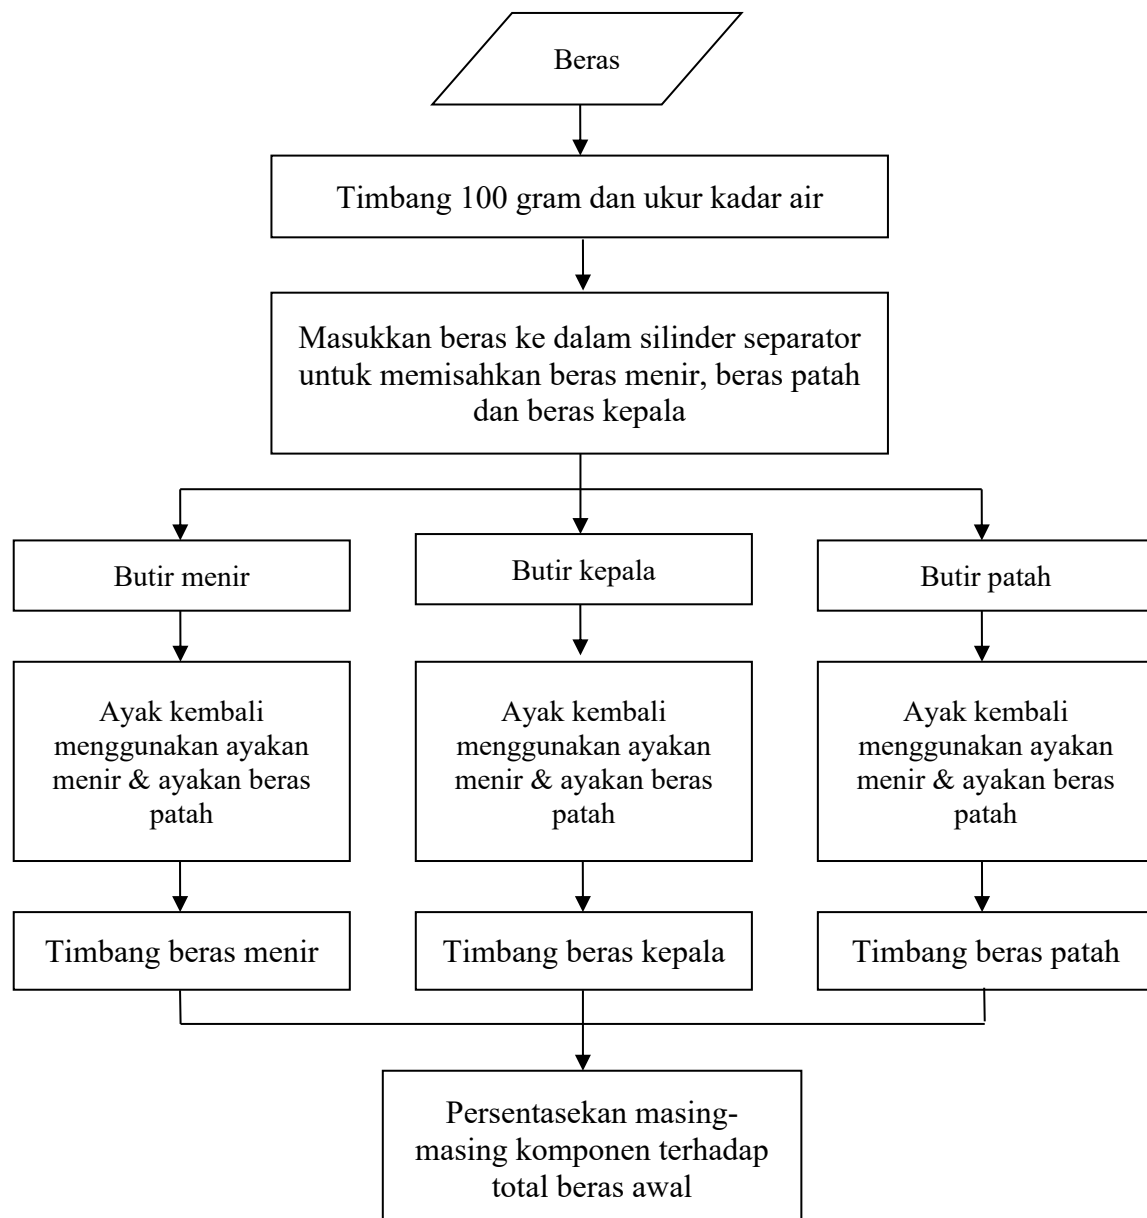 Beras
Timbang 100 gram dan ukur kadar air
Masukkan beras ke dalam silinder separator
untuk memisahkan beras menir, beras patah
dan beras kepala
Butir menir
Butir kepala
Butir patah
Ayak kembali
menggunakan ayakan
menir & ayakan beras
patah
Ayak kembali
menggunakan ayakan
menir & ayakan beras
patah
Ayak kembali
menggunakan ayakan
menir & ayakan beras
patah
Timbang beras menir
Timbang beras kepala
Timbang beras patah
Persentasekan masing-
masing komponen terhadap
total beras awal